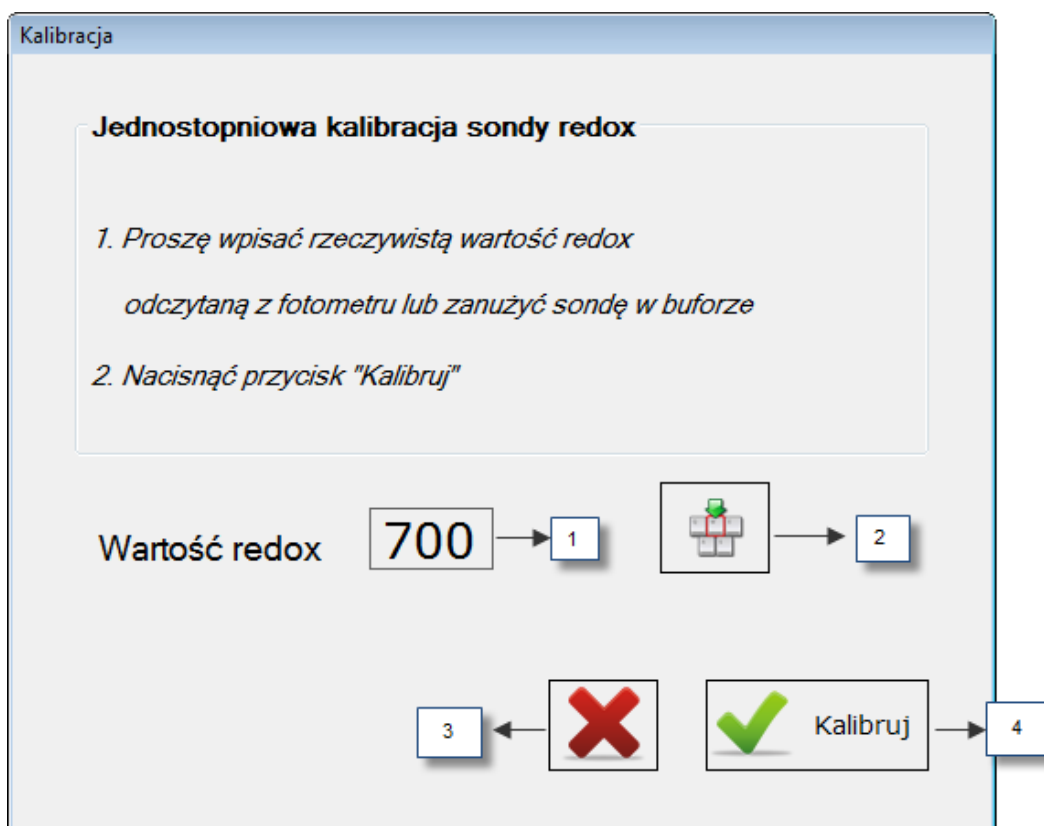 Kalibracja
Jednostopniowa kalibracja sondy redox
1. Proszę wpisać rzeczywistą wartość redox
odczytaną z fotometru lub zanużyć sondę w buforze
2. Nacisnąć przycisk "Kalibruj"
Wartość redox 700 1 2
3 Kalibruj 4